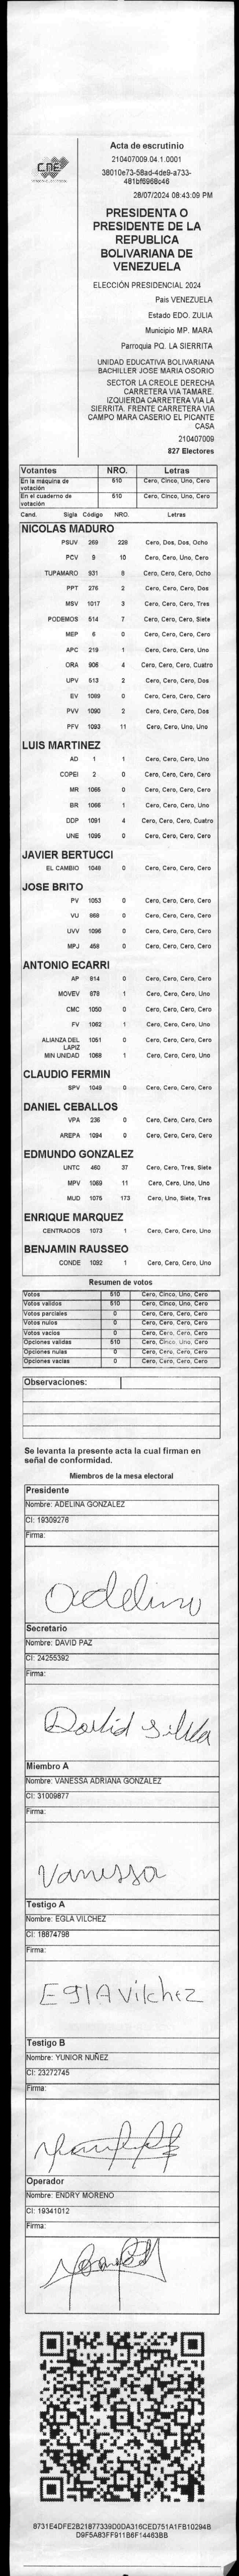 CNE
Acta de escrutinio
210407009.04.1.0001
38010e73-58ad-4de9-a733-
481bf6968c46
28/07/2024 08:43:09 PM
PRESIDENTA O
PRESIDENTE DE LA
REPUBLICA
BOLIVARIANA DE
VENEZUELA
ELECCIÓN PRESIDENCIAL 2024
País VENEZUELA
Estado EDO. ZULIA
Municipio MP. MARA
Parroquia PQ. LA SIERRITA
UNIDAD EDUCATIVA BOLIVARIANA
BACHILLER JOSE MARIA OSORIO
SECTOR LA CREOLE DERECHA
CARRETERA VIA TAMARE.
IZQUIERDA CARRETERA VIA LA
SIERRITA. FRENTE CARRETERA VIA
CAMPO MARA CASERIO EL PICANTE
CASA
210407009
827 Electores
Votantes NRO. Letras
En la máquina de votación 510 Cero, Cinco, Uno, Cero
En el cuaderno de votación 510 Cero, Cinco, Uno, Cero
Cand. Sigla Código NRO. Letras
NICOLAS MADURO
PSUV 269 228 Cero, Dos, Dos, Ocho
PCV 9 10 Cero, Cero, Uno, Cero
TUPAMARO 931 8 Cero, Cero, Cero, Ocho
PPT 276 2 Cero, Cero, Cero, Dos
MSV 1017 3 Cero, Cero, Cero, Tres
PODEMOS 514 7 Cero, Cero, Cero, Siete
MEP 6 0 Cero, Cero, Cero, Cero
APC 219 1 Cero, Cero, Cero, Uno
ORA 906 4 Cero, Cero, Cero, Cuatro
UPV 513 2 Cero, Cero, Cero, Dos
EV 1089 0 Cero, Cero, Cero, Cero
PVV 1090 2 Cero, Cero, Cero, Dos
PFV 1093 11 Cero, Cero, Uno, Uno
LUIS MARTINEZ
AD 1 1 Cero, Cero, Cero, Uno
COPEI 2 0 Cero, Cero, Cero, Cero
MR 1065 0 Cero, Cero, Cero, Cero
BR 1066 1 Cero, Cero, Cero, Uno
DDP 1091 4 Cero, Cero, Cero, Cuatro
UNE 1095 0 Cero, Cero, Cero, Cero
JAVIER BERTUCCI
EL CAMBIO 1049 0 Cero, Cero, Cero, Cero
JOSE BRITO
PV 1053 0 Cero, Cero, Cero, Cero
VU 868 0 Cero, Cero, Cero, Cero
UVV 1096 0 Cero, Cero, Cero, Cero
MPJ 458 0 Cero, Cero, Cero, Cero
ANTONIO ECARRI
AP 814 0 Cero, Cero, Cero, Cero
MOVEV 878 1 Cero, Cero, Cero, Uno
CMC 1050 0 Cero, Cero, Cero, Cero
FV 1062 1 Cero, Cero, Cero, Uno
ALIANZA DEL LAPIZ 1051 0 Cero, Cero, Cero, Cero
MIN UNIDAD 1068 1 Cero, Cero, Cero, Uno
CLAUDIO FERMIN
SPV 1049 0 Cero, Cero, Cero, Cero
DANIEL CEBALLOS
VPA 236 0 Cero, Cero, Cero, Cero
AREPA 1094 0 Cero, Cero, Cero, Cero
EDMUNDO GONZALEZ
UNTC 460 37 Cero, Cero, Tres, Siete
MPV 1069 11 Cero, Cero, Uno, Uno
MUD 1075 173 Cero, Uno, Siete, Tres
ENRIQUE MARQUEZ
CENTRADOS 1073 1 Cero, Cero, Cero, Uno
BENJAMIN RAUSSEO
CONDE 1092 1 Cero, Cero, Cero, Uno
Resumen de votos
Votos 510 Cero, Cinco, Uno, Cero
Votos validos 510 Cero, Cinco, Uno, Cero
Votos parciales 0 Cero, Cero, Cero, Cero
Votos nulos 0 Cero, Cero, Cero, Cero
Votos vacios 0 Cero, Cero, Cero, Cero
Opciones validas 510 Cero, Cinco, Uno, Cero
Opciones nulas 0 Cero, Cero, Cero, Cero
Opciones vacias 0 Cero, Cero, Cero, Cero
Observaciones:
Se levanta la presente acta la cual firman en
señal de conformidad.
Miembros de la mesa electoral
Presidente
Nombre: ADELINA GONZALEZ
CI: 19309276
Firma:
Adelina
Secretario
Nombre: DAVID PAZ
CI: 24255392
Firma:
David
Miembro A
Nombre: VANESSA ADRIANA GONZALEZ
CI: 31009877
Firma:
Vanessa
Testigo A
Nombre: EGLA VILCHEZ
CI: 18874798
Firma:
EglA Vilchez
Testigo B
Nombre: YUNIOR NUÑEZ
CI: 23272745
Firma:
Operador
Nombre: ENDRY MORENO
CI: 19341012
Firma:
8731E4DFE2B21877339D0DA316CED751A1FB10294B
D9F5A83FF911B6F14463BB